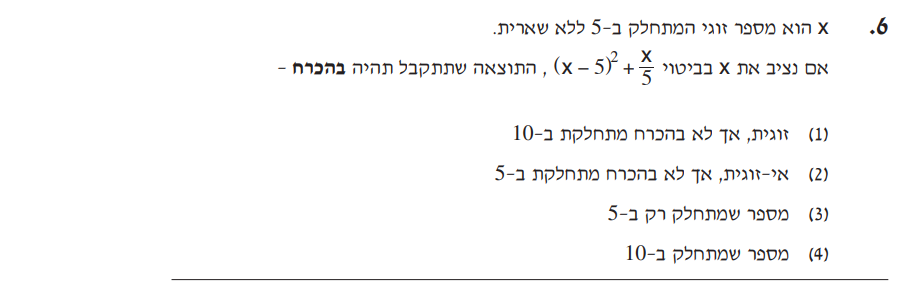 6. x הוא מספר זוגי המתחלק ב-5 ללא שארית.
אם נציב את x בביטוי (x – 5)² + x/5 , התוצאה שתתקבל תהיה בהכרח -
(1) זוגית, אך לא בהכרח מתחלקת ב-10
(2) אי-זוגית, אך לא בהכרח מתחלקת ב-5
(3) מספר שמתחלק רק ב-5
(4) מספר שמתחלק ב-10